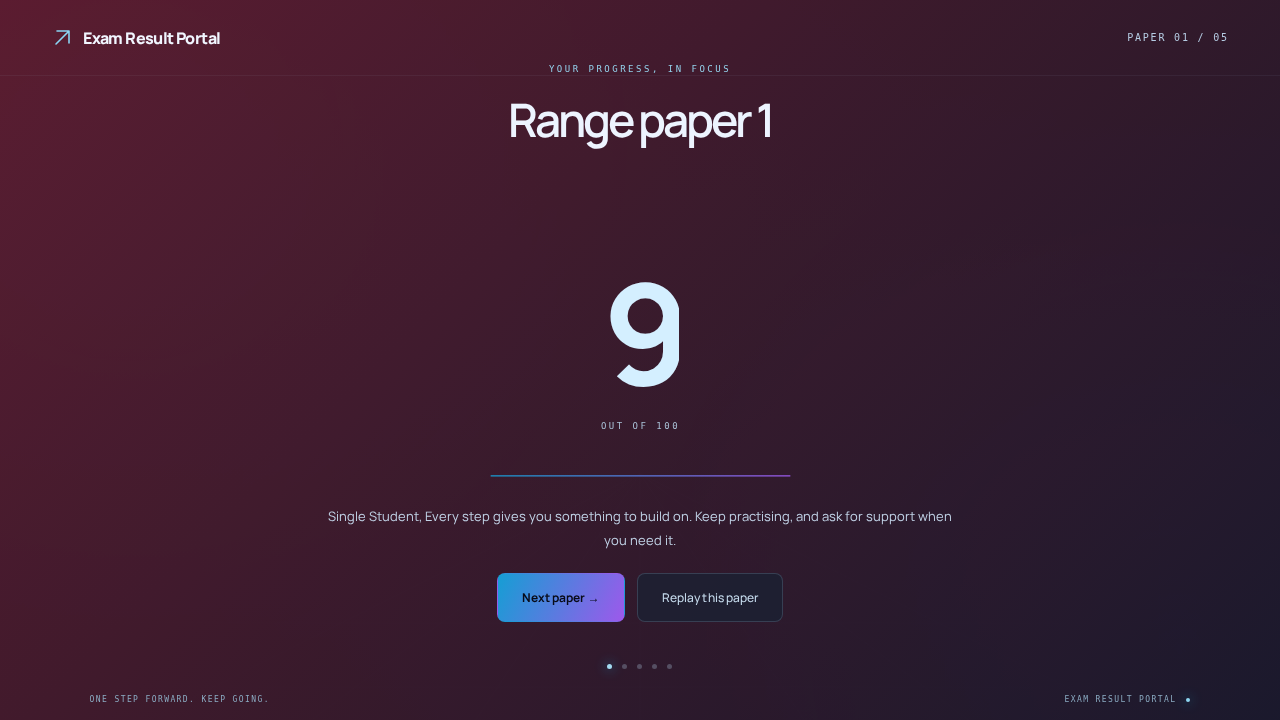 Exam Result Portal
PAPER 01 / 05
YOUR PROGRESS, IN FOCUS
Range paper 1
9
OUT OF 100
Single Student, Every step gives you something to build on. Keep practising, and ask for support when
you need it.
Next paper →
Replay this paper
ONE STEP FORWARD. KEEP GOING.
EXAM RESULT PORTAL